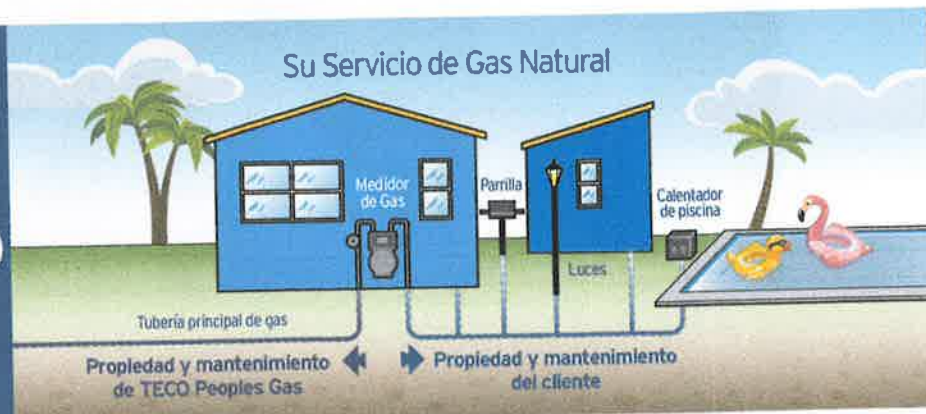 Su Servicio de Gas Natural
Medidor
de Gas
Parrilla
Calentador
de piscina
Luces
Tubería principal de gas
Propiedad y mantenimiento
de TECO Peoples Gas
Propiedad y mantenimiento
del cliente